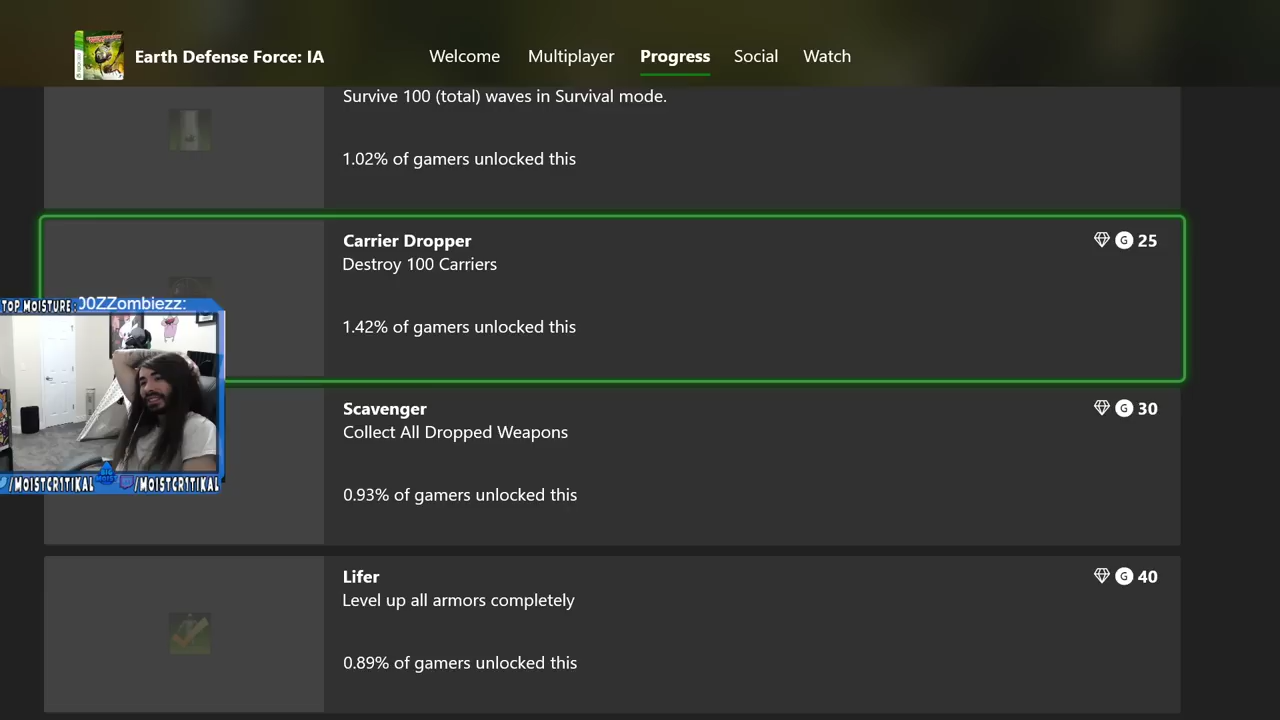 Earth Defense Force: IA
Welcome
Multiplayer
Progress
Social
Watch
Survive 100 (total) waves in Survival mode.
1.02% of gamers unlocked this
Carrier Dropper
G 25
Destroy 100 Carriers
1.42% of gamers unlocked this
TOP MOISTURE: 00ZZombiezz:
Scavenger
G 30
Collect All Dropped Weapons
0.93% of gamers unlocked this
/MOISTCR1TIKAL
/MOISTCR1TIKAL
Lifer
G 40
Level up all armors completely
0.89% of gamers unlocked this